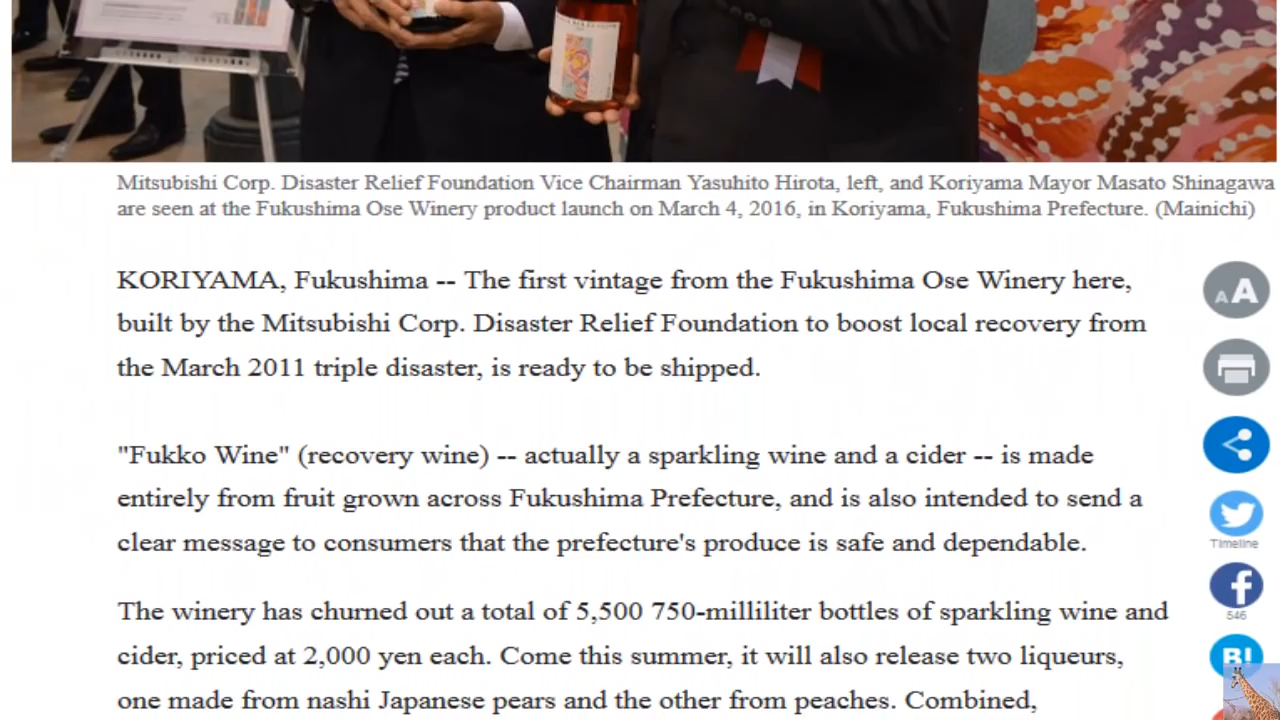 Mitsubishi Corp. Disaster Relief Foundation Vice Chairman Yasuhito Hirota, left, and Koriyama Mayor Masato Shinagawa
are seen at the Fukushima Ose Winery product launch on March 4, 2016, in Koriyama, Fukushima Prefecture. (Mainichi)
KORIYAMA, Fukushima -- The first vintage from the Fukushima Ose Winery here,
built by the Mitsubishi Corp. Disaster Relief Foundation to boost local recovery from
the March 2011 triple disaster, is ready to be shipped.
"Fukko Wine" (recovery wine) -- actually a sparkling wine and a cider -- is made
entirely from fruit grown across Fukushima Prefecture, and is also intended to send a
clear message to consumers that the prefecture's produce is safe and dependable.
The winery has churned out a total of 5,500 750-milliliter bottles of sparkling wine and
cider, priced at 2,000 yen each. Come this summer, it will also release two liqueurs,
one made from nashi Japanese pears and the other from peaches. Combined,
AA
Timeline
f
546
B!